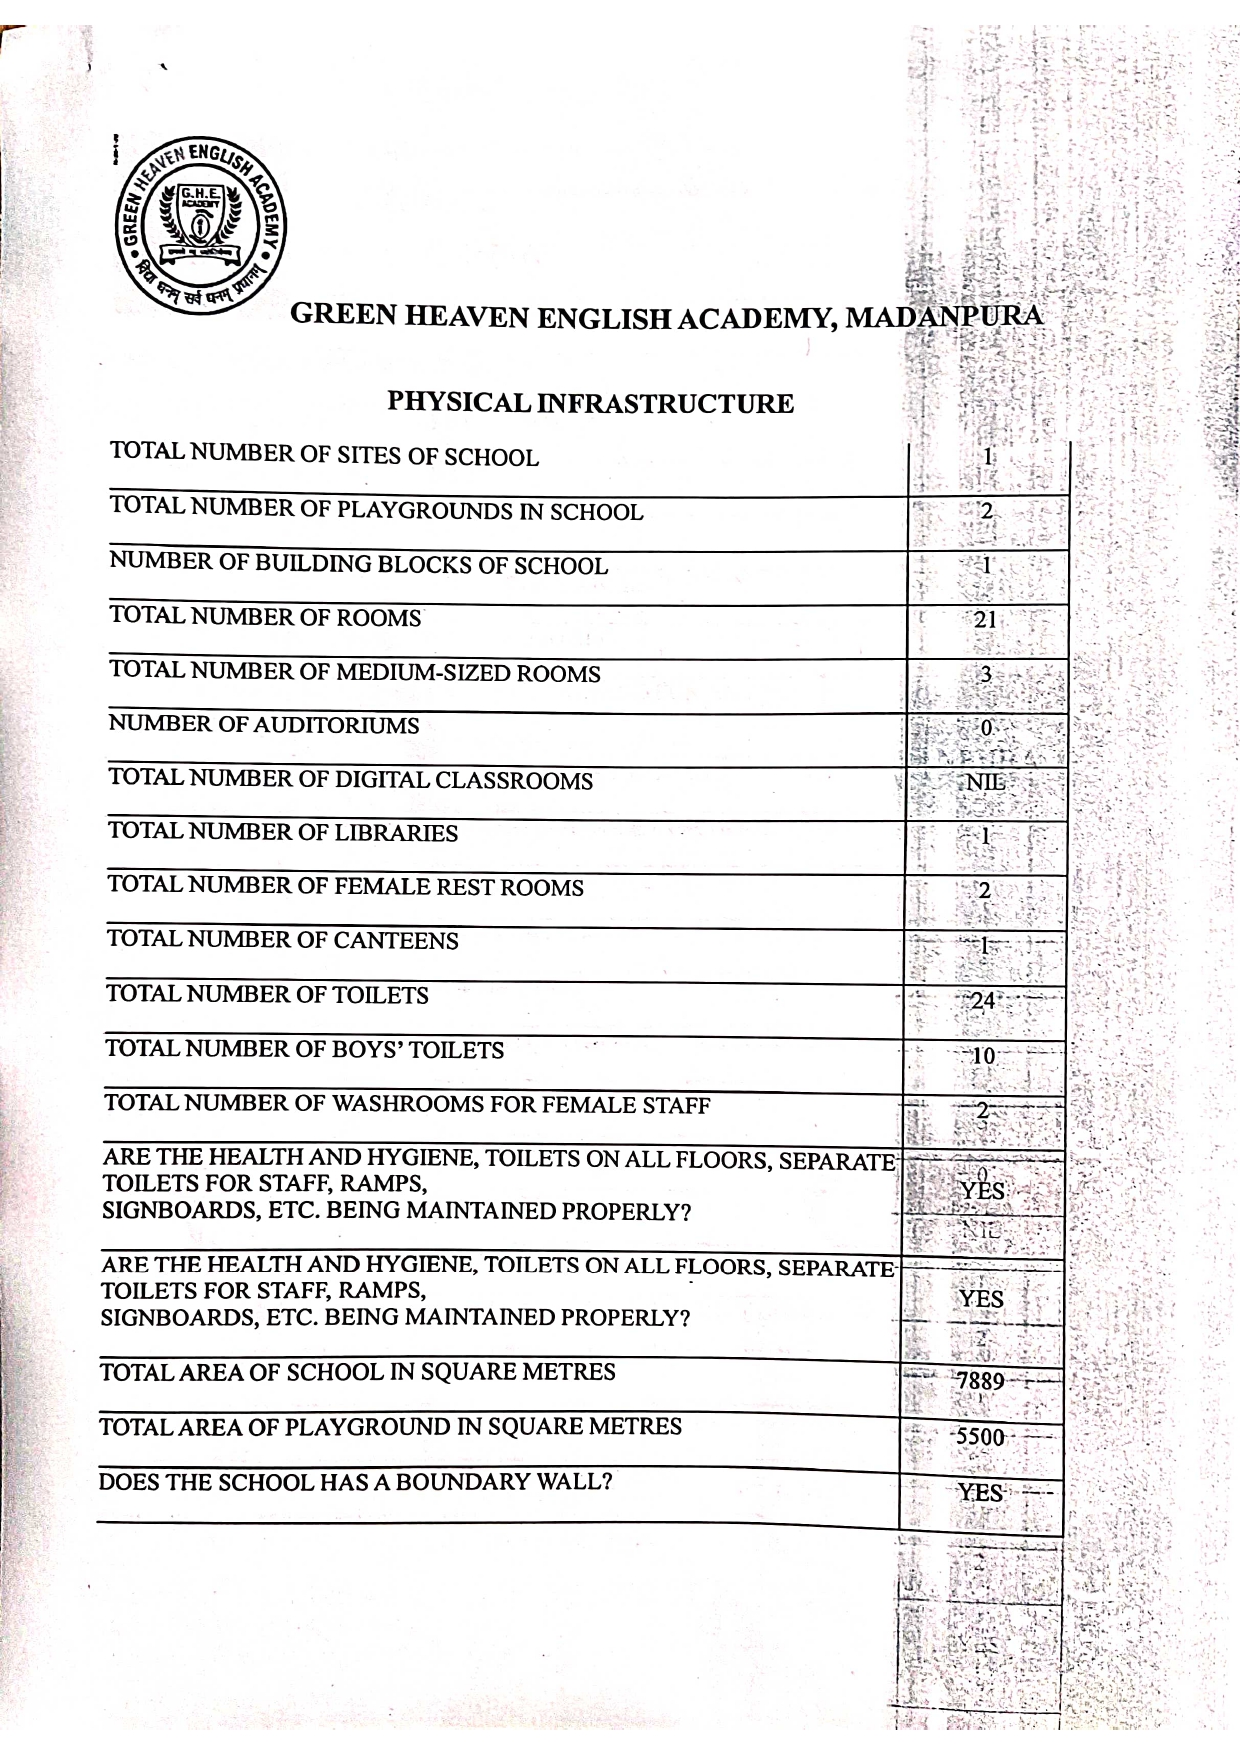 GREEN HEAVEN ENGLISH ACADEMY
G.H.E.
ACADEMY
विद्या धनम् सर्व धनम् प्रधानम्
GREEN HEAVEN ENGLISH ACADEMY, MADANPURA
PHYSICAL INFRASTRUCTURE
TOTAL NUMBER OF SITES OF SCHOOL 1
TOTAL NUMBER OF PLAYGROUNDS IN SCHOOL 2
NUMBER OF BUILDING BLOCKS OF SCHOOL 1
TOTAL NUMBER OF ROOMS 21
TOTAL NUMBER OF MEDIUM-SIZED ROOMS 3
NUMBER OF AUDITORIUMS 0
TOTAL NUMBER OF DIGITAL CLASSROOMS NIL
TOTAL NUMBER OF LIBRARIES 1
TOTAL NUMBER OF FEMALE REST ROOMS 2
TOTAL NUMBER OF CANTEENS 1
TOTAL NUMBER OF TOILETS 24
TOTAL NUMBER OF BOYS' TOILETS 10
TOTAL NUMBER OF WASHROOMS FOR FEMALE STAFF 2
ARE THE HEALTH AND HYGIENE, TOILETS ON ALL FLOORS, SEPARATE
TOILETS FOR STAFF, RAMPS, YES
SIGNBOARDS, ETC. BEING MAINTAINED PROPERLY?
ARE THE HEALTH AND HYGIENE, TOILETS ON ALL FLOORS, SEPARATE
TOILETS FOR STAFF, RAMPS, YES
SIGNBOARDS, ETC. BEING MAINTAINED PROPERLY?
TOTAL AREA OF SCHOOL IN SQUARE METRES 7889
TOTAL AREA OF PLAYGROUND IN SQUARE METRES 5500
DOES THE SCHOOL HAS A BOUNDARY WALL? YES